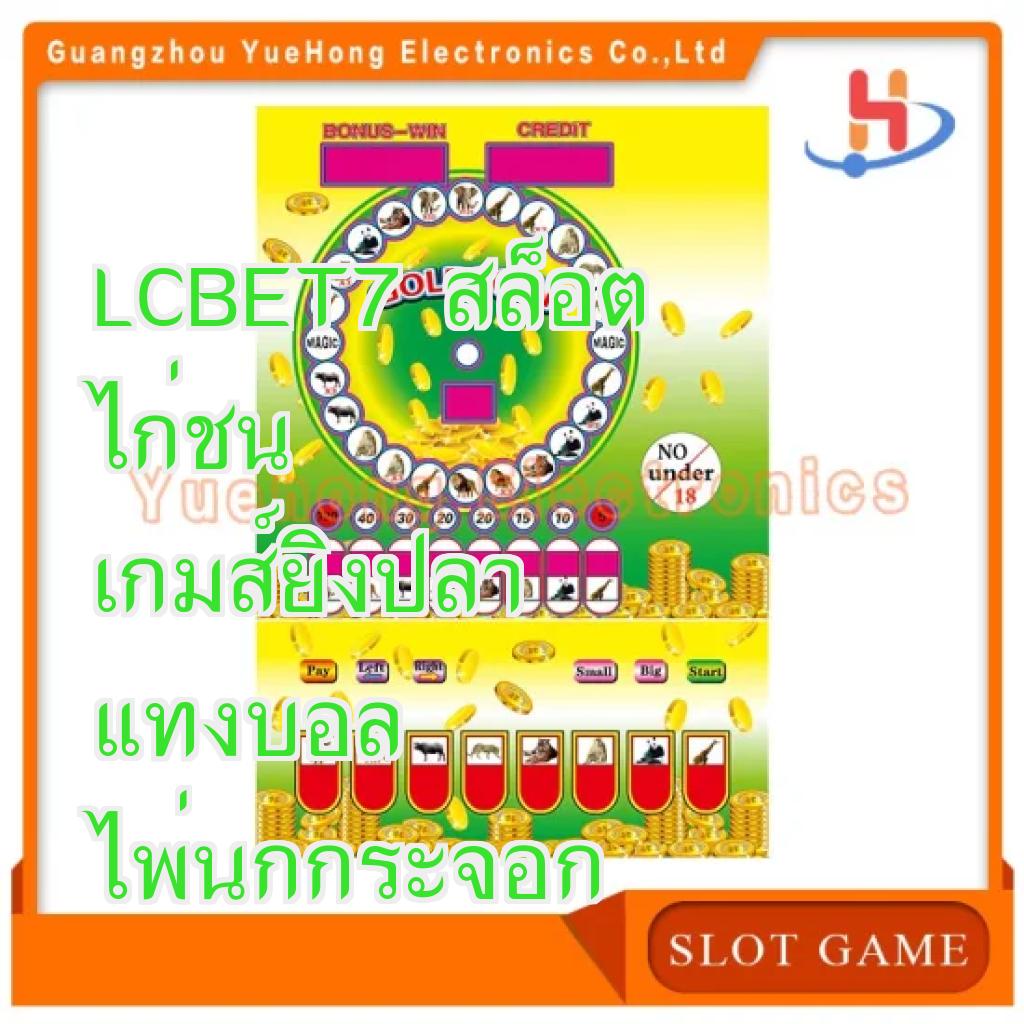 Guangzhou YueHong Electronics Co.,Ltd
BONUS-WIN CREDIT
LCBET7 สล็อต
MAGIC MAGIC
ไก่ชน
NO
under
18
Yuehong Electronics
40 30 20 20 15 10 5
เกมส์ยิงปลา
Pay Left Right Small Big Start
แทงบอล
ไพ่นกกระจอก
SLOT GAME